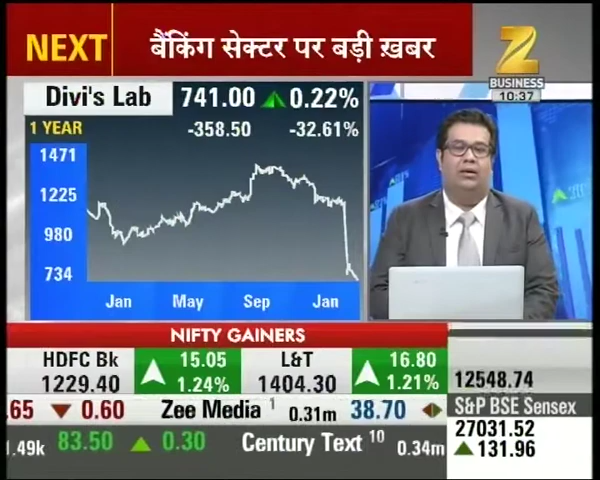 NEXT बैंकिंग सेक्टर पर बड़ी ख़बर
Z
BUSINESS
10:37
Divi's Lab 741.00 ▲ 0.22%
1 YEAR -358.50 -32.61%
1471
1225
980
734
Jan May Sep Jan
NIFTY GAINERS
HDFC Bk 15.05 L&T 16.80
1229.40 1.24% 1404.30 1.21%
12548.74
.65 ▼ 0.60 Zee Media 1 0.31m 38.70
S&P BSE Sensex
27031.52
▲ 131.96
1.49k 83.50 ▲ 0.30 Century Text 10 0.34m